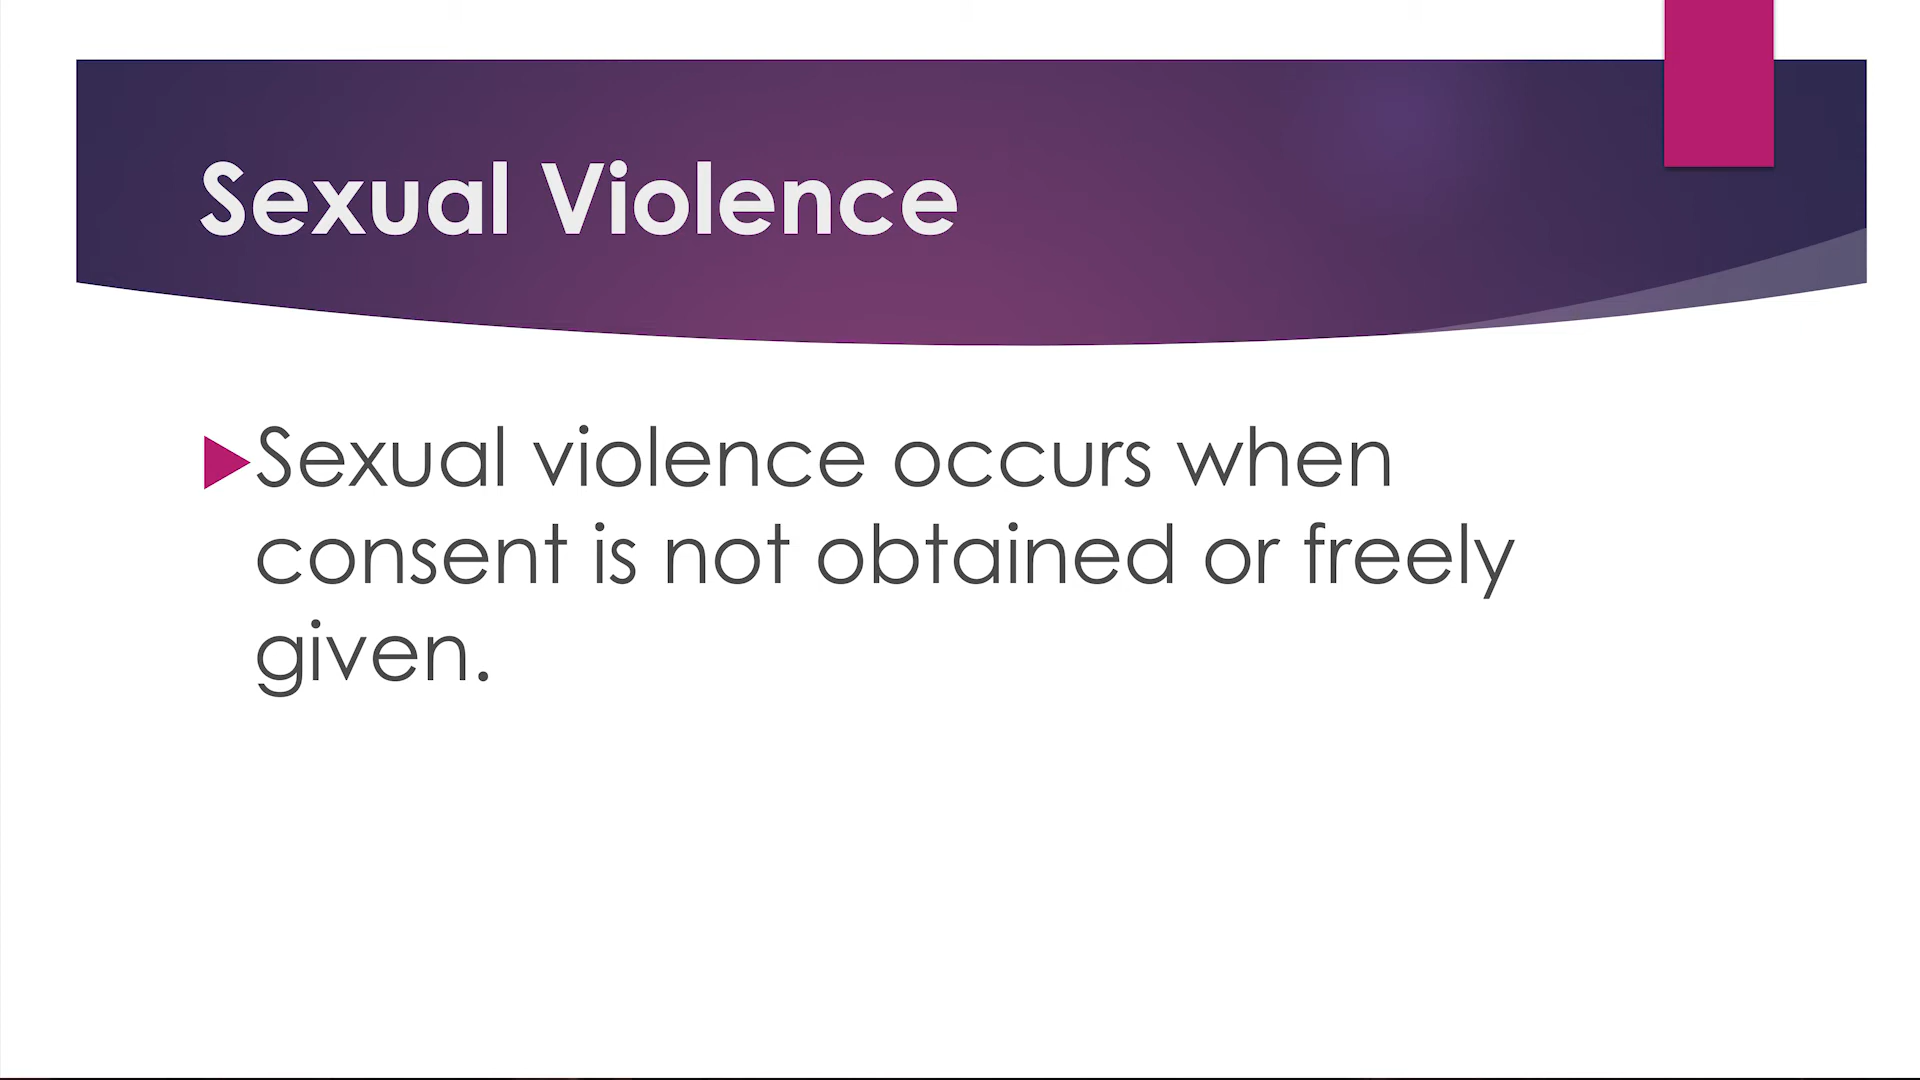 Sexual Violence
Sexual violence occurs when
consent is not obtained or freely
given.